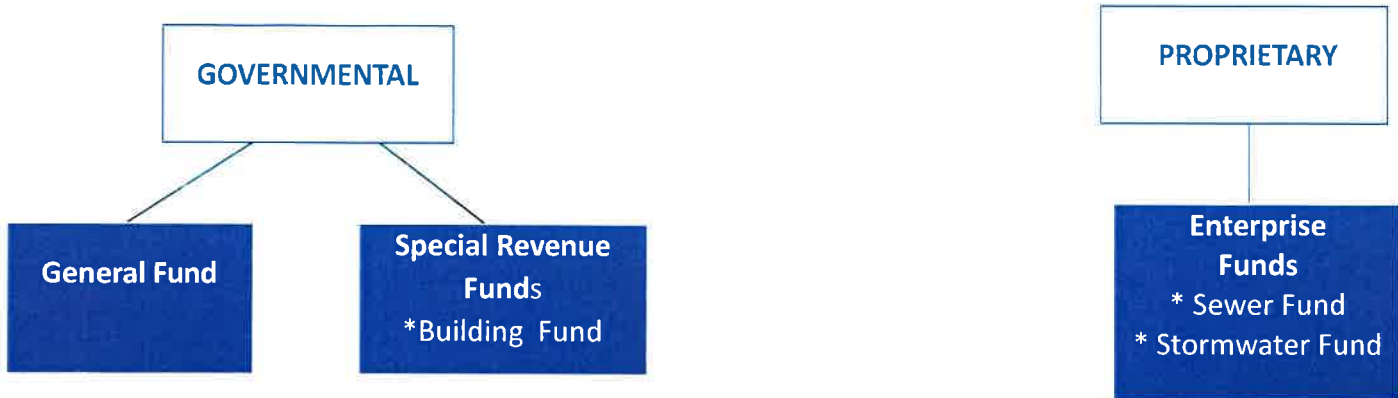 GOVERNMENTAL
PROPRIETARY
General Fund
Special Revenue
Funds
*Building Fund
Enterprise
Funds
* Sewer Fund
* Stormwater Fund